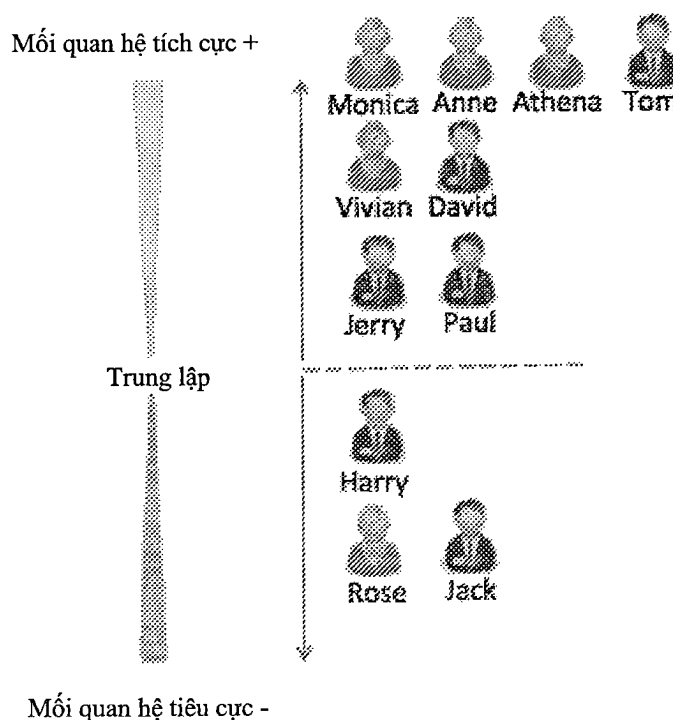 Mối quan hệ tích cực +
Monica Anne Athena Tom
Vivian David
Jerry Paul
Trung lập
Harry
Rose Jack
Mối quan hệ tiêu cực -